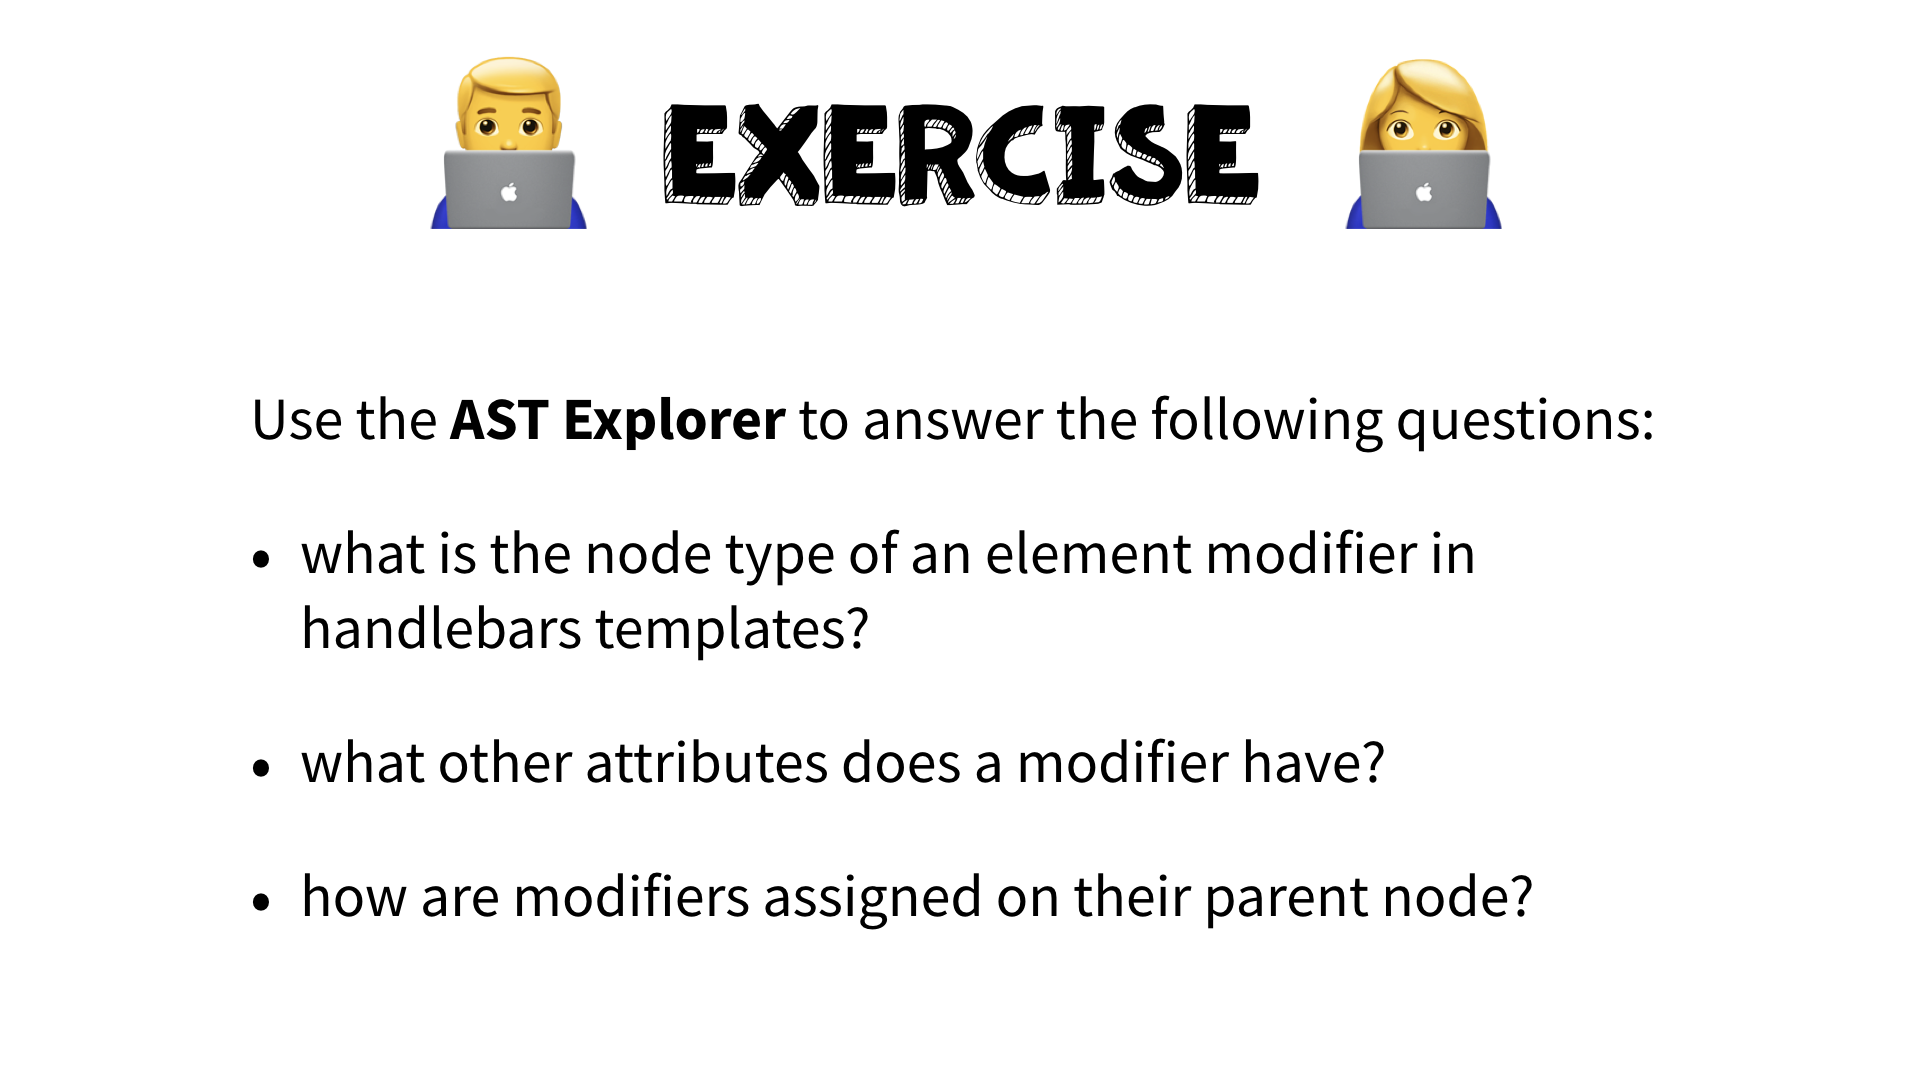 EXERCISE
Use the AST Explorer to answer the following questions:
• what is the node type of an element modifier in
handlebars templates?
• what other attributes does a modifier have?
• how are modifiers assigned on their parent node?